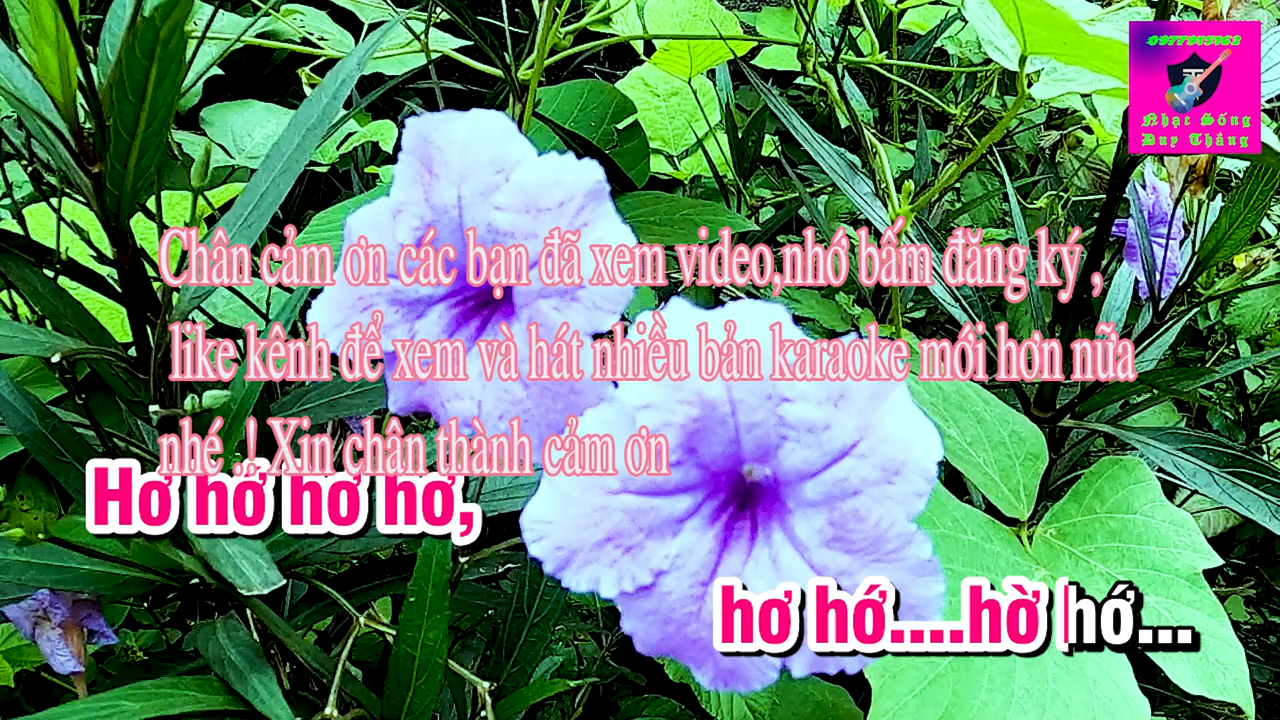 Nhạc Sống
Duy Thắng
Chân cảm ơn các bạn đã xem video,nhớ bấm đăng ký ,
like kênh để xem và hát nhiều bản karaoke mới hơn nữa
nhé .! Xin chân thành cảm ơn
Hơ hớ hơ hơ,
hơ hớ....hờ hớ...